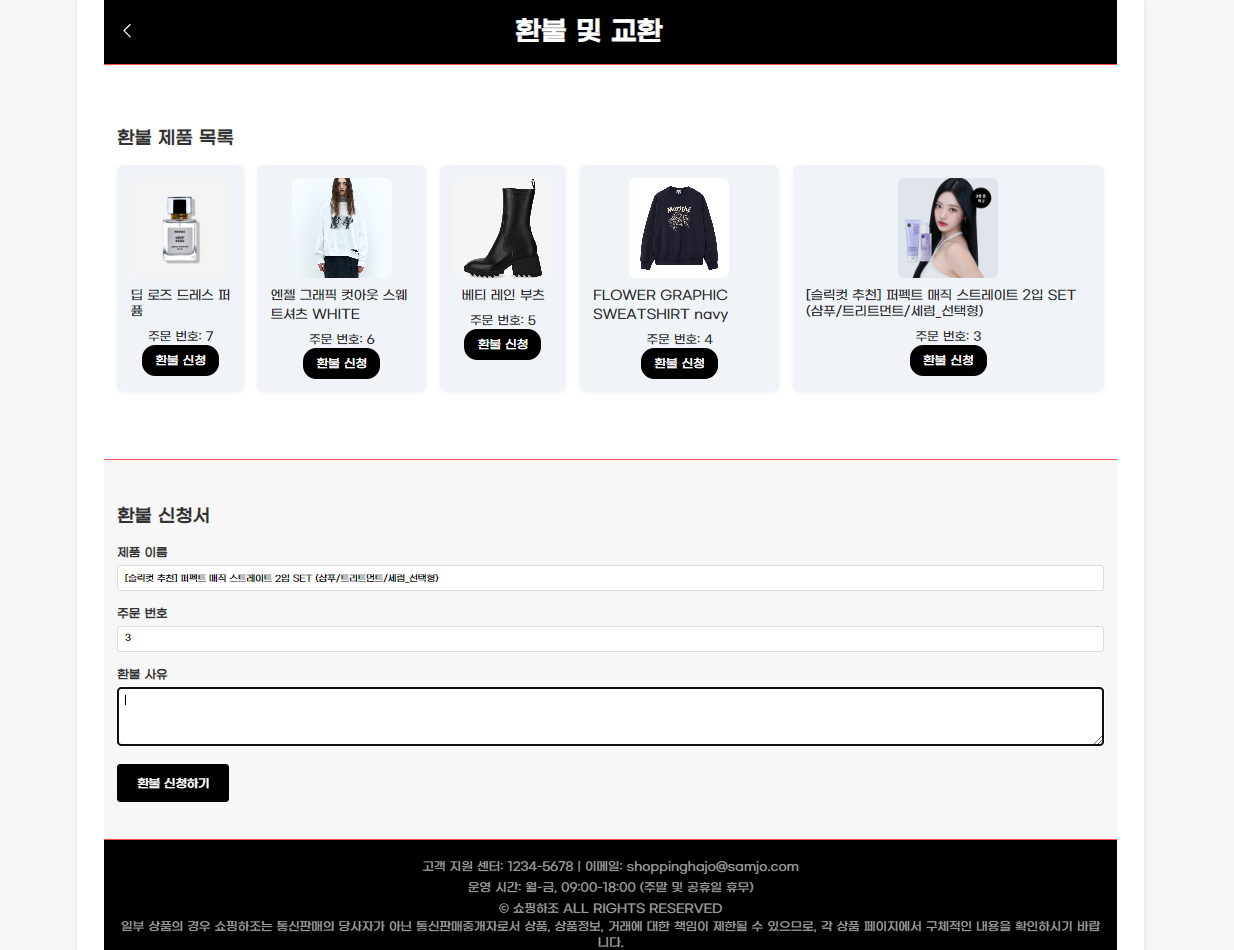 환불 및 교환
환불 제품 목록
딥 로즈 드레스 퍼
퓸
주문 번호: 7
환불 신청
엔젤 그래픽 컷아웃 스웨
트셔츠 WHITE
주문 번호: 6
환불 신청
베티 레인 부츠
주문 번호: 5
환불 신청
FLOWER GRAPHIC
SWEATSHIRT navy
주문 번호: 4
환불 신청
[슬릭컷 추천] 퍼펙트 매직 스트레이트 2입 SET
(샴푸/트리트먼트/세럼_선택형)
주문 번호: 3
환불 신청
환불 신청서
제품 이름
[슬릭컷 추천] 퍼펙트 매직 스트레이트 2입 SET (샴푸/트리트먼트/세럼_선택형)
주문 번호
3
환불 사유
환불 신청하기
고객 지원 센터: 1234-5678 | 이메일: shoppinghajo@samjo.com
운영 시간: 월-금, 09:00-18:00 (주말 및 공휴일 휴무)
© 쇼핑하조 ALL RIGHTS RESERVED
일부 상품의 경우 쇼핑하조는 통신판매의 당사자가 아닌 통신판매중개자로서 상품, 상품정보, 거래에 대한 책임이 제한될 수 있으므로, 각 상품 페이지에서 구체적인 내용을 확인하시기 바랍
니다.